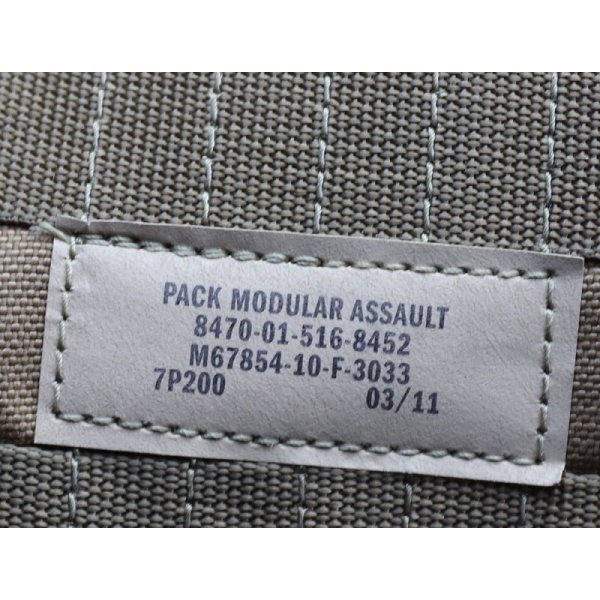 PACK MODULAR ASSAULT
8470-01-516-8452
M67854-10-F-3033
7P200 03/11